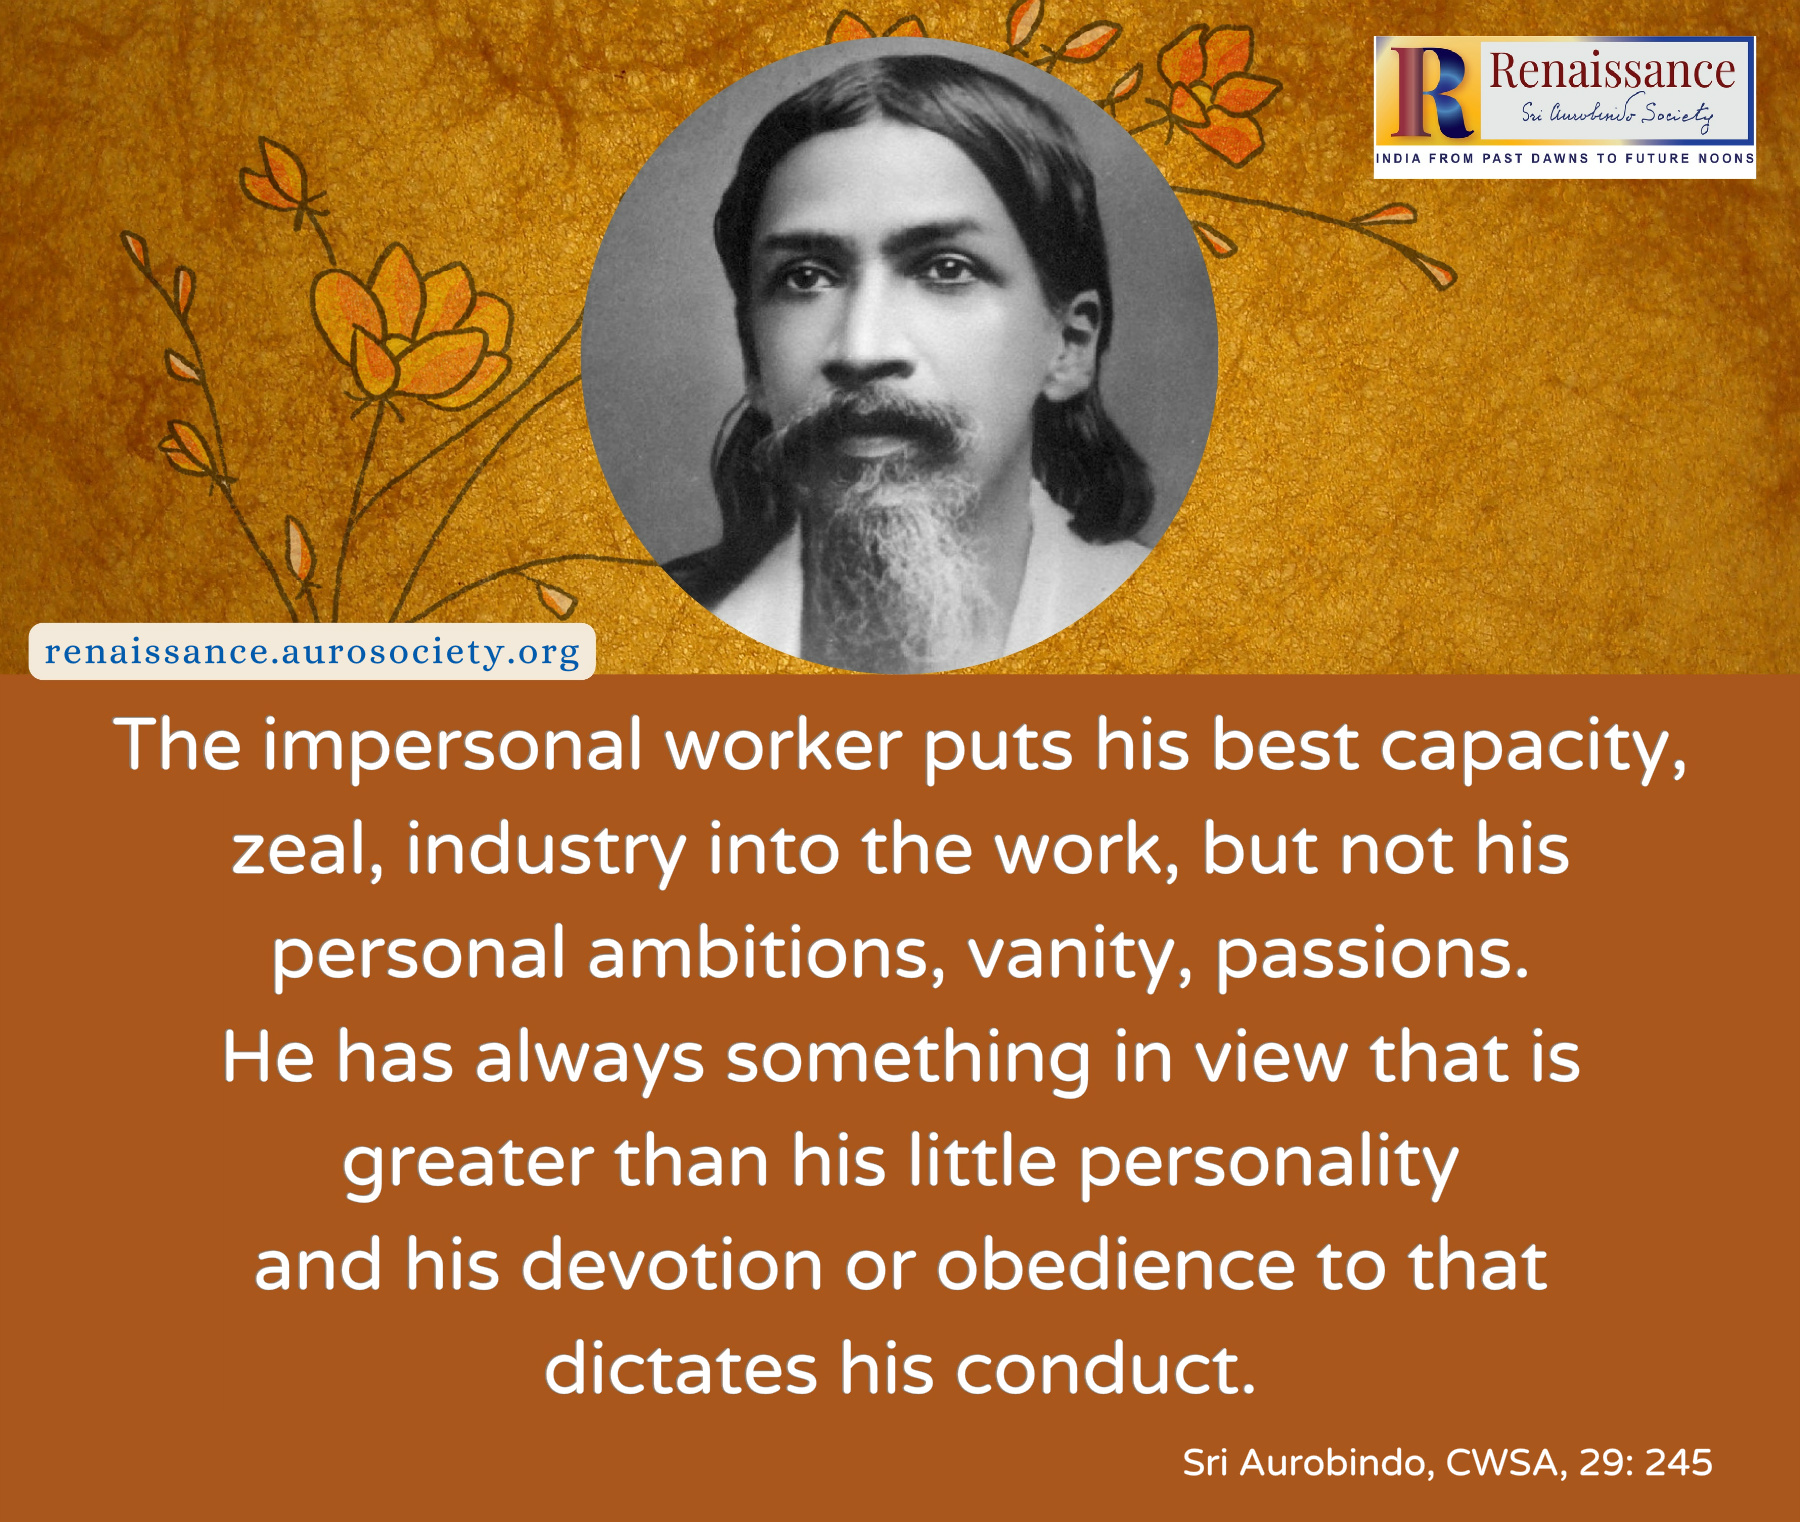 R Renaissance
Sri Aurobindo Society
INDIA FROM PAST DAWNS TO FUTURE NOONS
renaissance.aurosociety.org
The impersonal worker puts his best capacity,
zeal, industry into the work, but not his
personal ambitions, vanity, passions.
He has always something in view that is
greater than his little personality
and his devotion or obedience to that
dictates his conduct.
Sri Aurobindo, CWSA, 29: 245